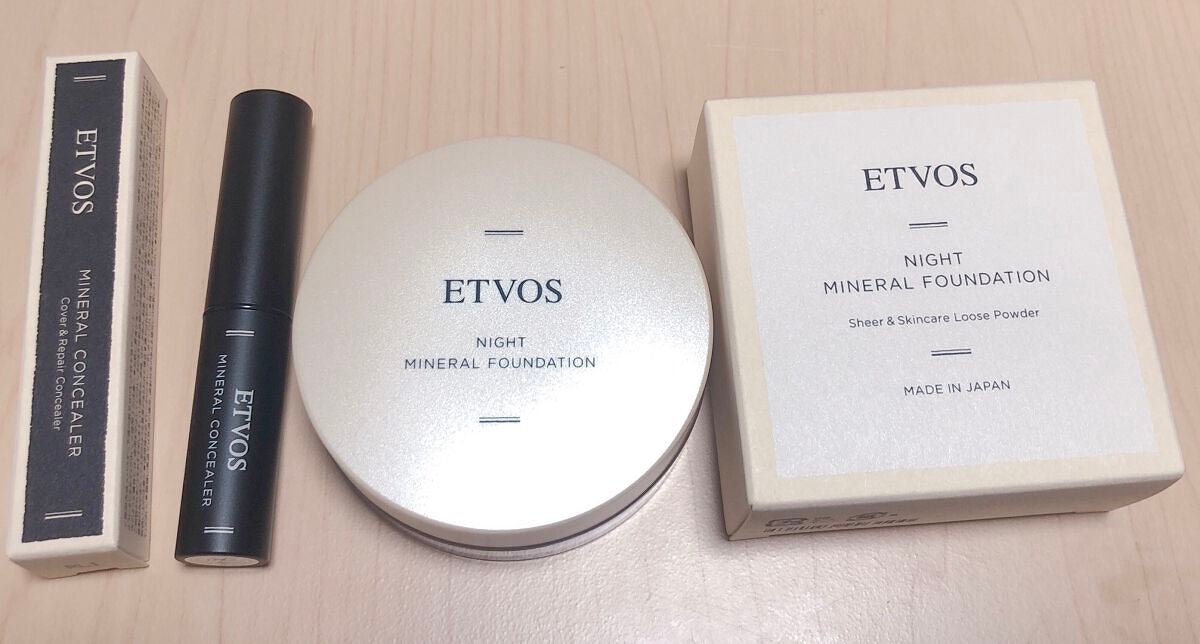 ETVOS
MINERAL CONCEALER
Cover & Repair Concealer
ETVOS
MINERAL CONCEALER
ETVOS
NIGHT
MINERAL FOUNDATION
ETVOS
NIGHT
MINERAL FOUNDATION
Sheer & Skincare Loose Powder
MADE IN JAPAN